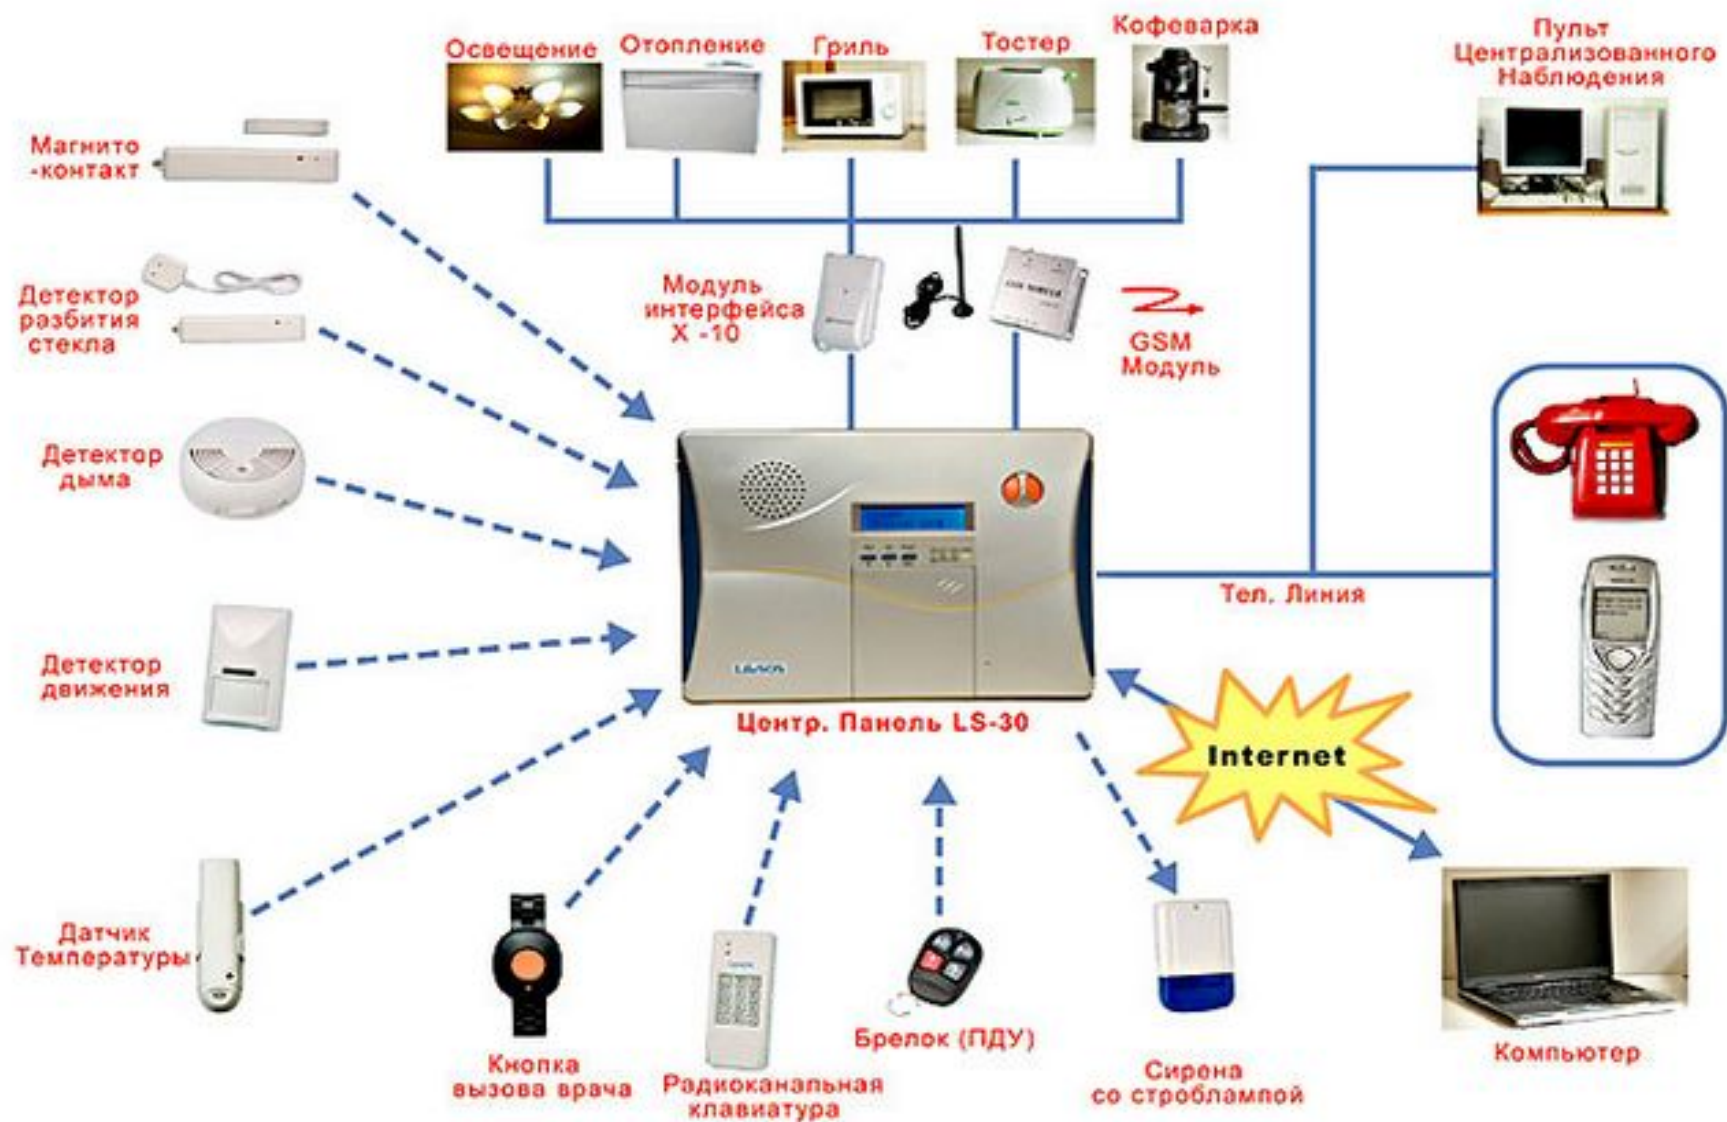 Освещение
Отопление
Гриль
Тостер
Кофеварка
Пульт
Централизованного
Наблюдения
Магнито
-контакт
Детектор
разбития
стекла
Модуль
интерфейса
X -10
GSM
Модуль
Детектор
дыма
Тел. Линия
Детектор
движения
Центр. Панель LS-30
Internet
Датчик
Температуры
Кнопка
вызова врача
Радиоканальная
клавиатура
Брелок (ПДУ)
Сирена
со строблампой
Компьютер